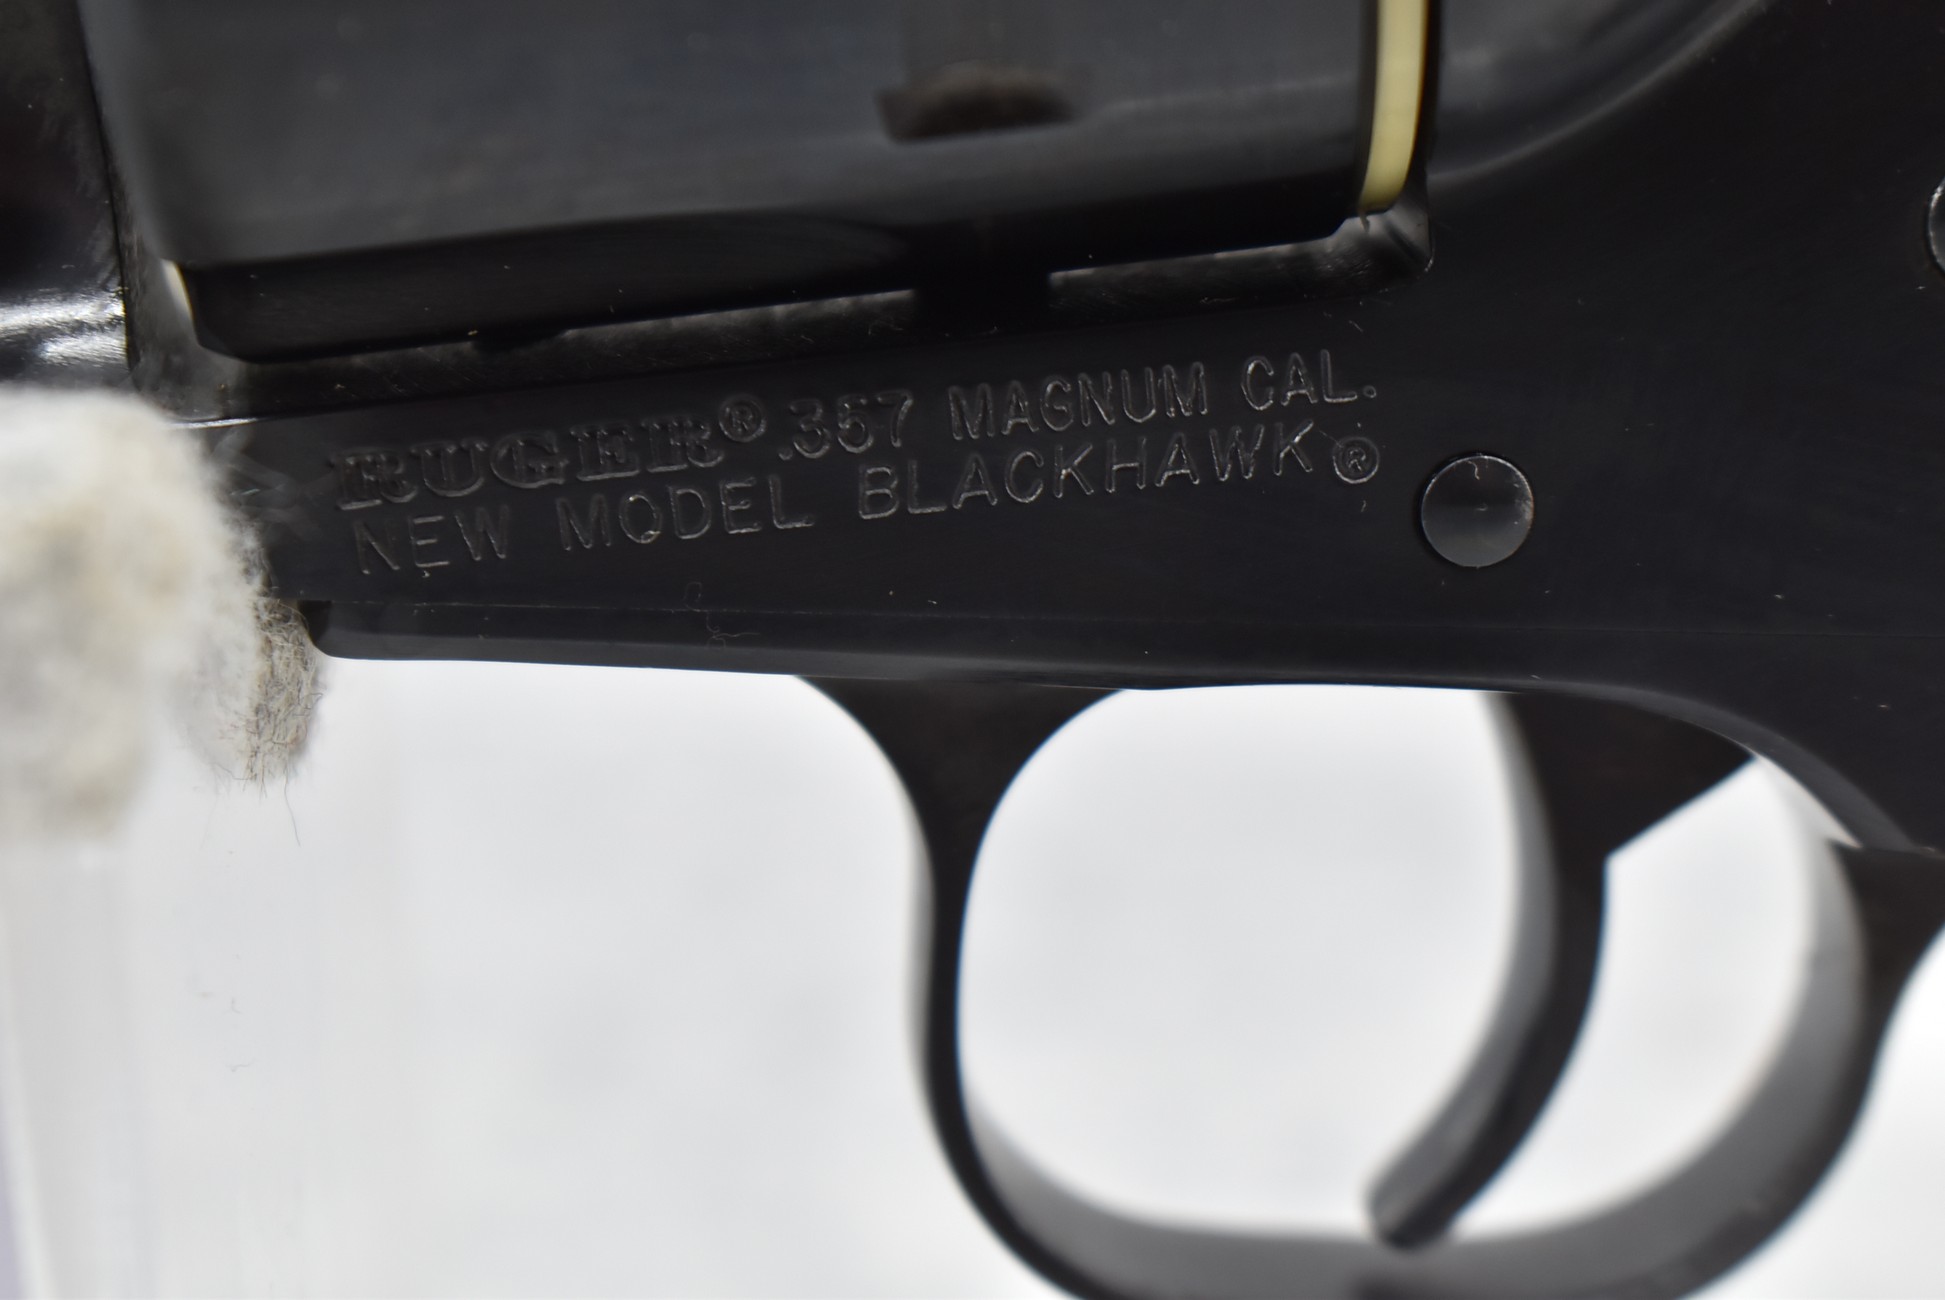 RUGER® .357 MAGNUM CAL.
NEW MODEL BLACKHAWK®